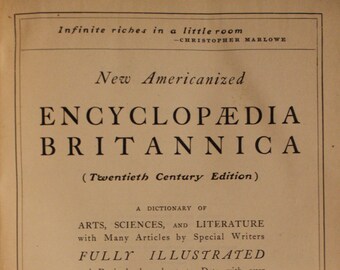 Infinite riches in a little room
—CHRISTOPHER MARLOWE
New Americanized
ENCYCLOPÆDIA
BRITANNICA
(Twentieth Century Edition)
A DICTIONARY OF
ARTS, SCIENCES, AND LITERATURE
with Many Articles by Special Writers
FULLY ILLUSTRATED